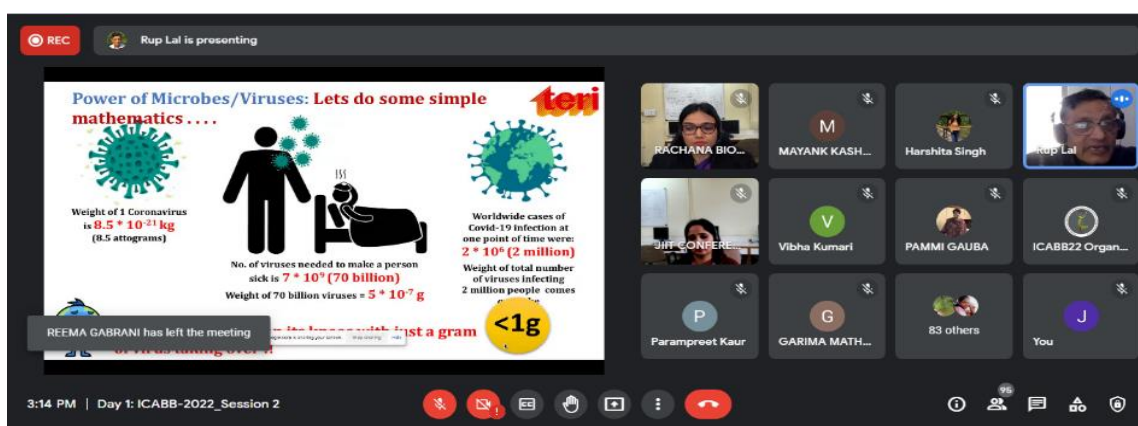 REC
Rup Lal is presenting
Power of Microbes/Viruses: Lets do some simple
mathematics . . . .
teri
Weight of 1 Coronavirus
is 8.5 * 10-21 kg
(8.5 attograms)
No. of viruses needed to make a person
sick is 7 * 10⁹ (70 billion)
Weight of 70 billion viruses = 5 * 10-7 g
Worldwide cases of
Covid-19 infection at
one point of time were:
2 * 10⁶ (2 million)
Weight of total number
of viruses infecting
2 million people comes
<1g
just a gram
REEMA GABRANI has left the meeting
RACHANA BIO...
M
MAYANK KASH...
Harshita Singh
Rup Lal
JIIT CONFERE...
V
Vibha Kumari
PAMMI GAUBA
ICABB22 Organ...
P
Parampreet Kaur
G
GARIMA MATH...
83 others
J
You
3:14 PM | Day 1: ICABB-2022_Session 2
95